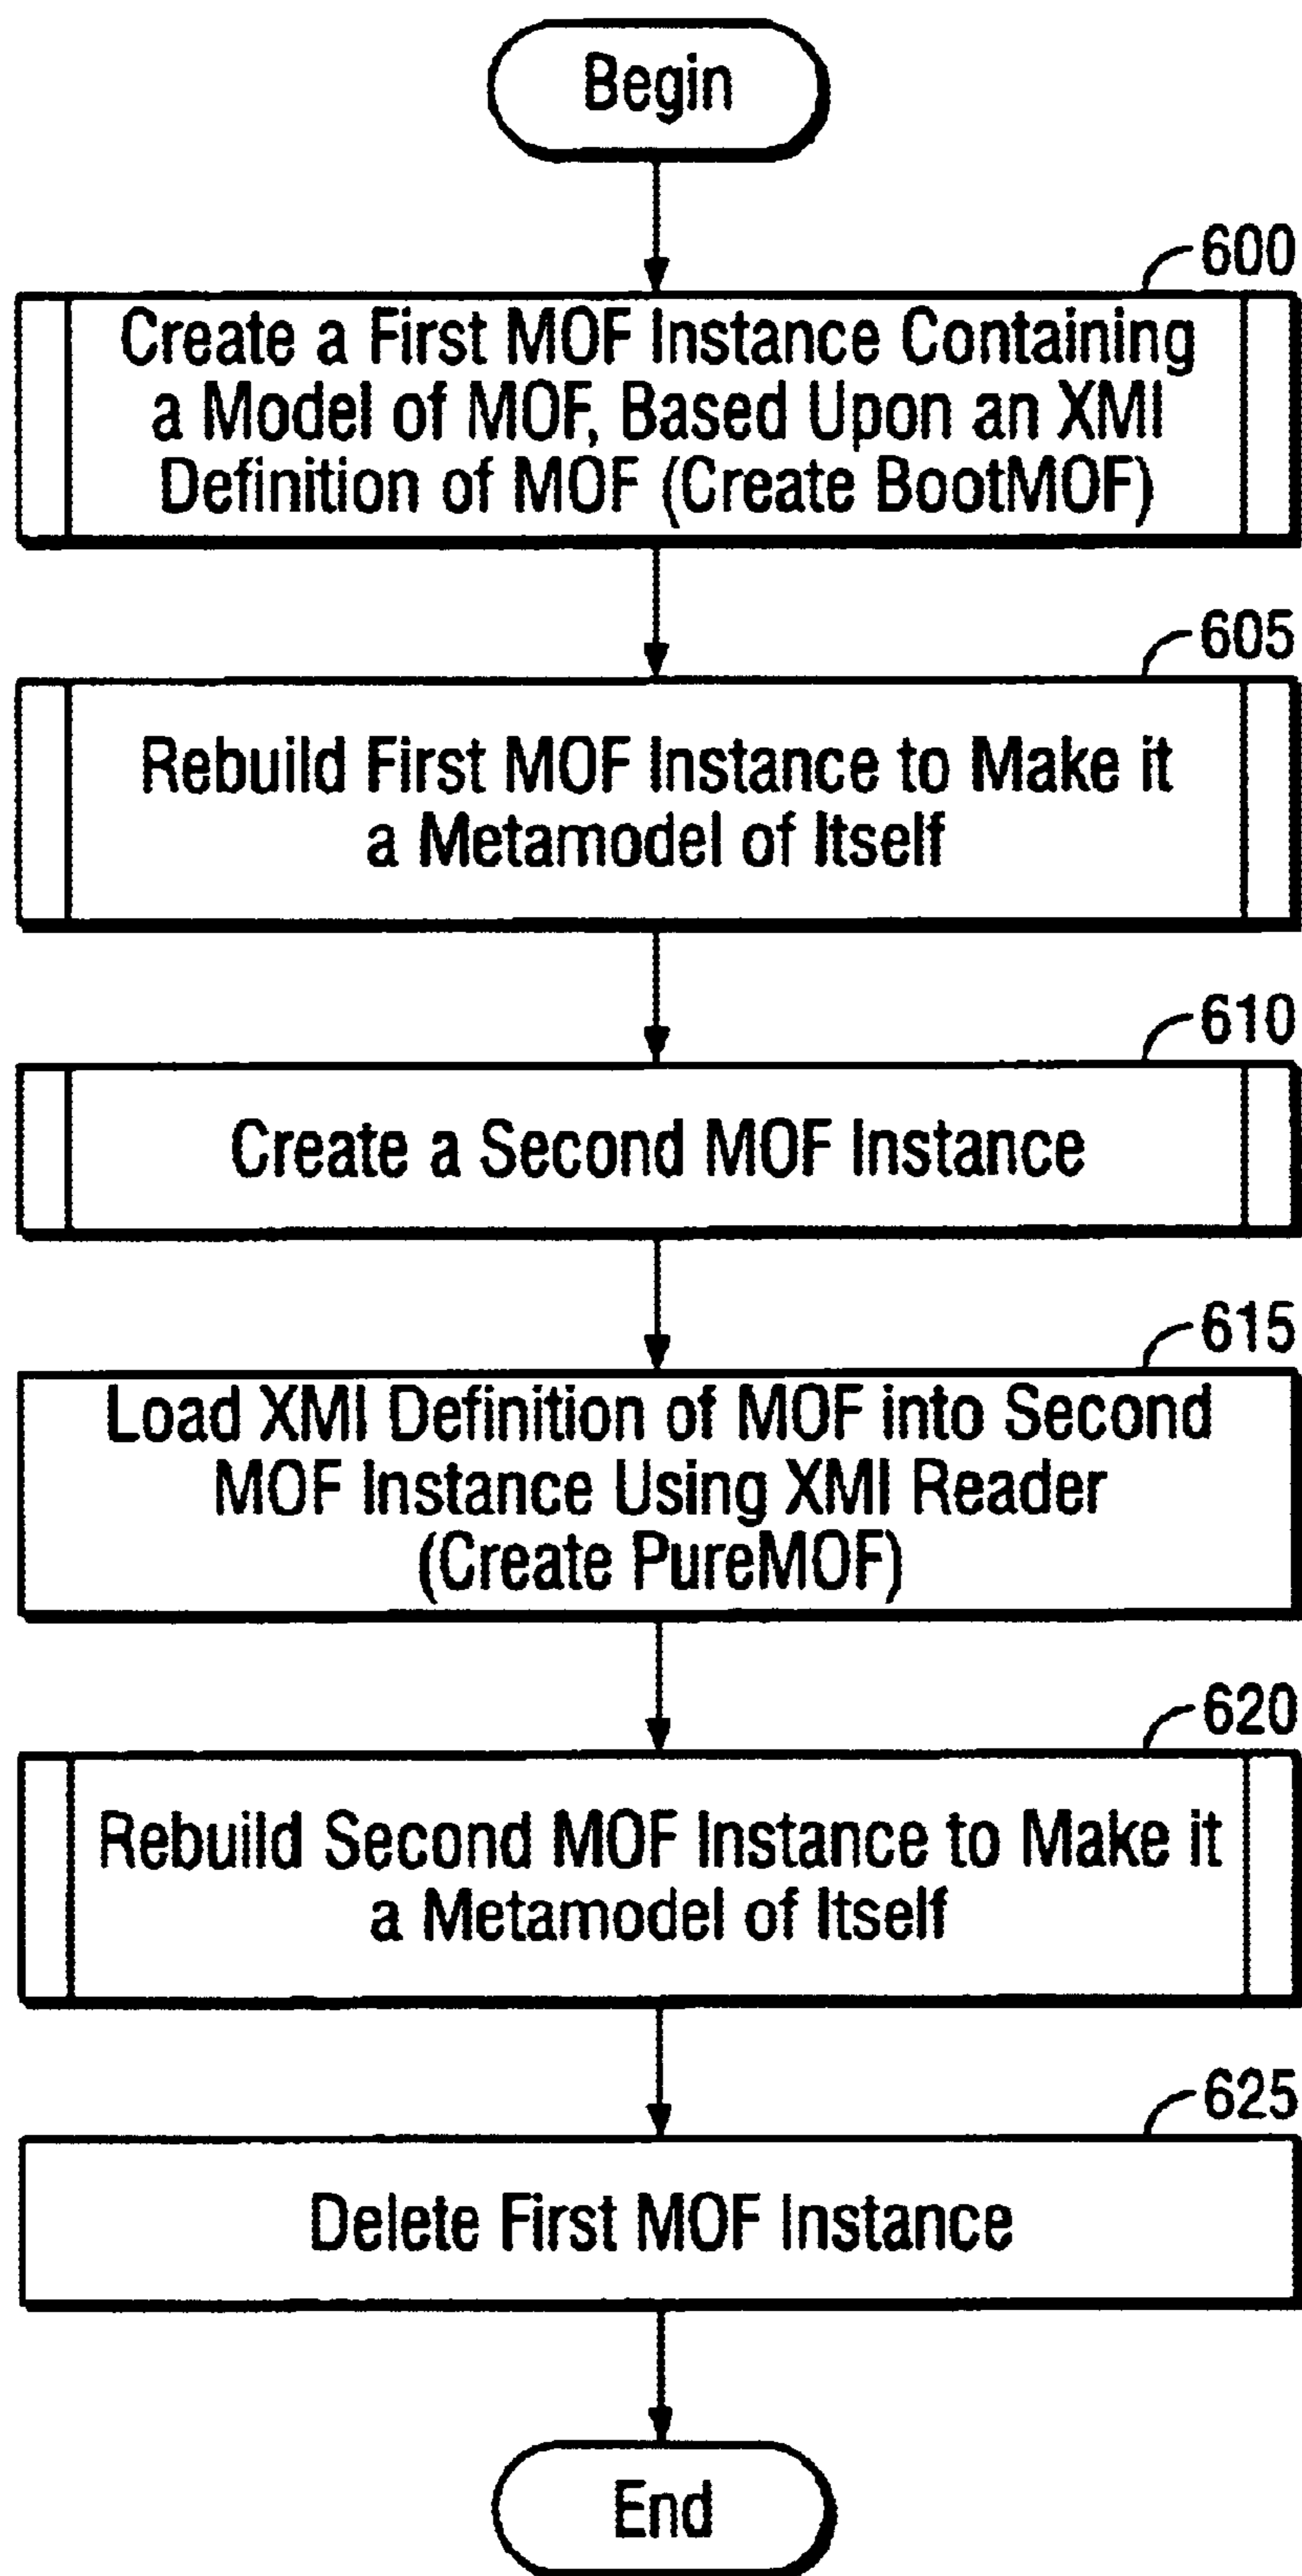 Begin
600
Create a First MOF Instance Containing
a Model of MOF, Based Upon an XMI
Definition of MOF (Create BootMOF)
605
Rebuild First MOF Instance to Make it
a Metamodel of Itself
610
Create a Second MOF Instance
615
Load XMI Definition of MOF into Second
MOF Instance Using XMI Reader
(Create PureMOF)
620
Rebuild Second MOF Instance to Make it
a Metamodel of Itself
625
Delete First MOF Instance
End